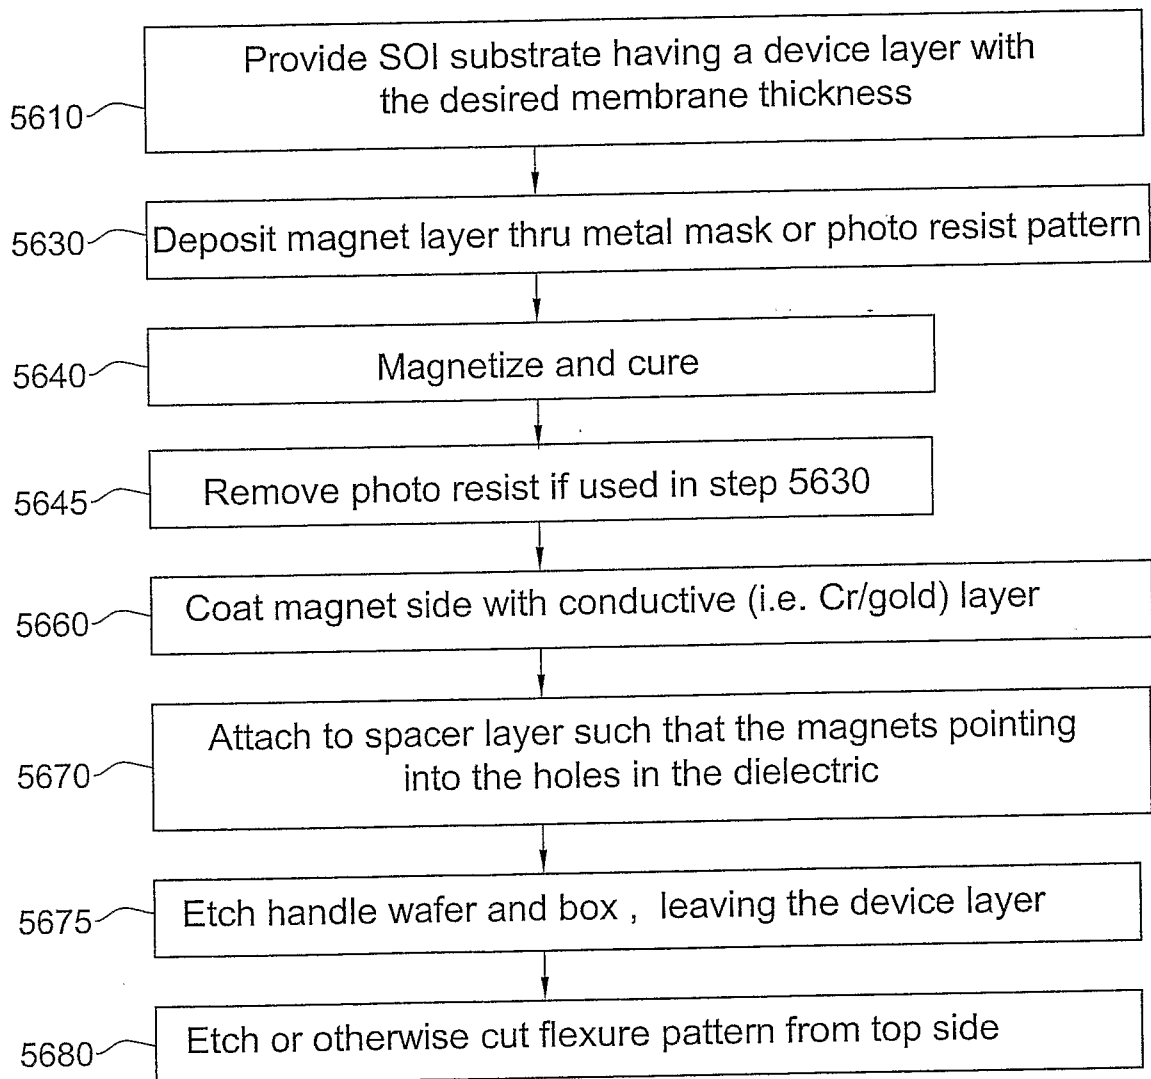 Provide SOI substrate having a device layer with
the desired membrane thickness
5610
Deposit magnet layer thru metal mask or photo resist pattern
5630
Magnetize and cure
5640
Remove photo resist if used in step 5630
5645
Coat magnet side with conductive (i.e. Cr/gold) layer
5660
Attach to spacer layer such that the magnets pointing
into the holes in the dielectric
5670
Etch handle wafer and box , leaving the device layer
5675
Etch or otherwise cut flexure pattern from top side
5680